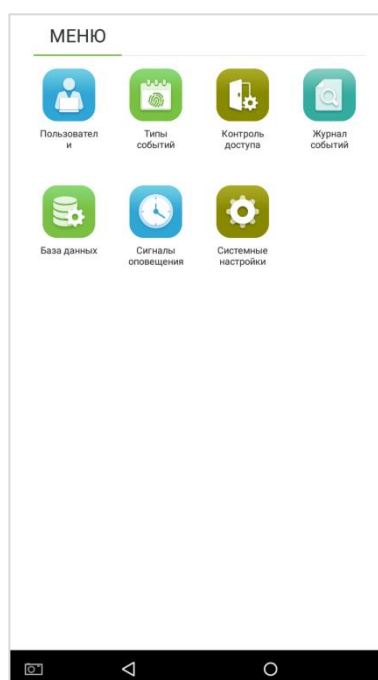 МЕНЮ
Пользовател
и
Типы
событий
Контроль
доступа
Журнал
событий
База данных
Сигналы
оповещения
Системные
настройки